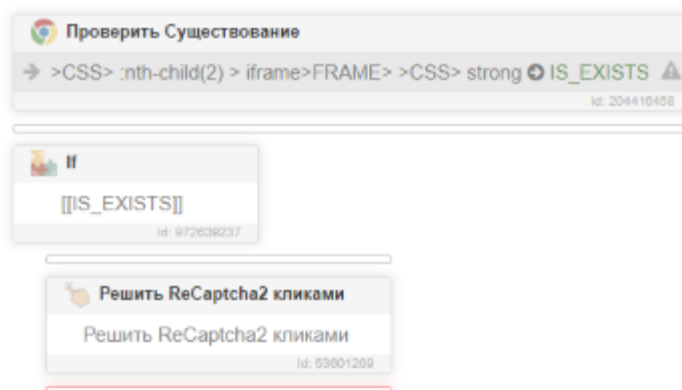 Проверить Существование
>CSS> :nth-child(2) > iframe>FRAME> >CSS> strong IS_EXISTS
Id: 204416458
If
[[IS_EXISTS]]
Id: 972639237
Решить ReCaptcha2 кликами
Решить ReCaptcha2 кликами
Id: 53601269